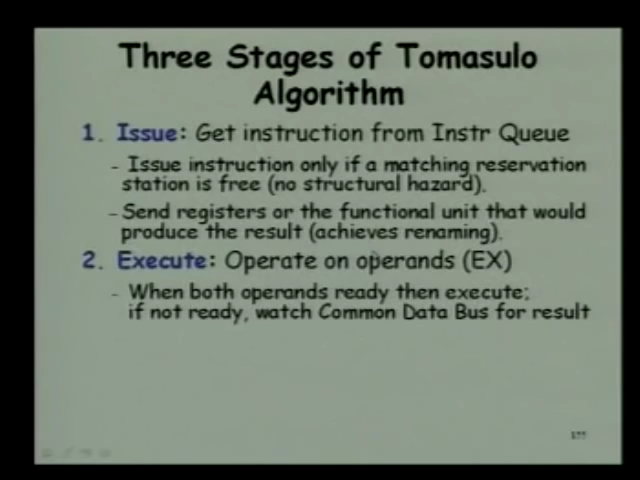 Three Stages of Tomasulo
Algorithm
1. Issue: Get instruction from Instr Queue
- Issue instruction only if a matching reservation
station is free (no structural hazard).
- Send registers or the functional unit that would
produce the result (achieves renaming).
2. Execute: Operate on operands (EX)
- When both operands ready then execute;
if not ready, watch Common Data Bus for result